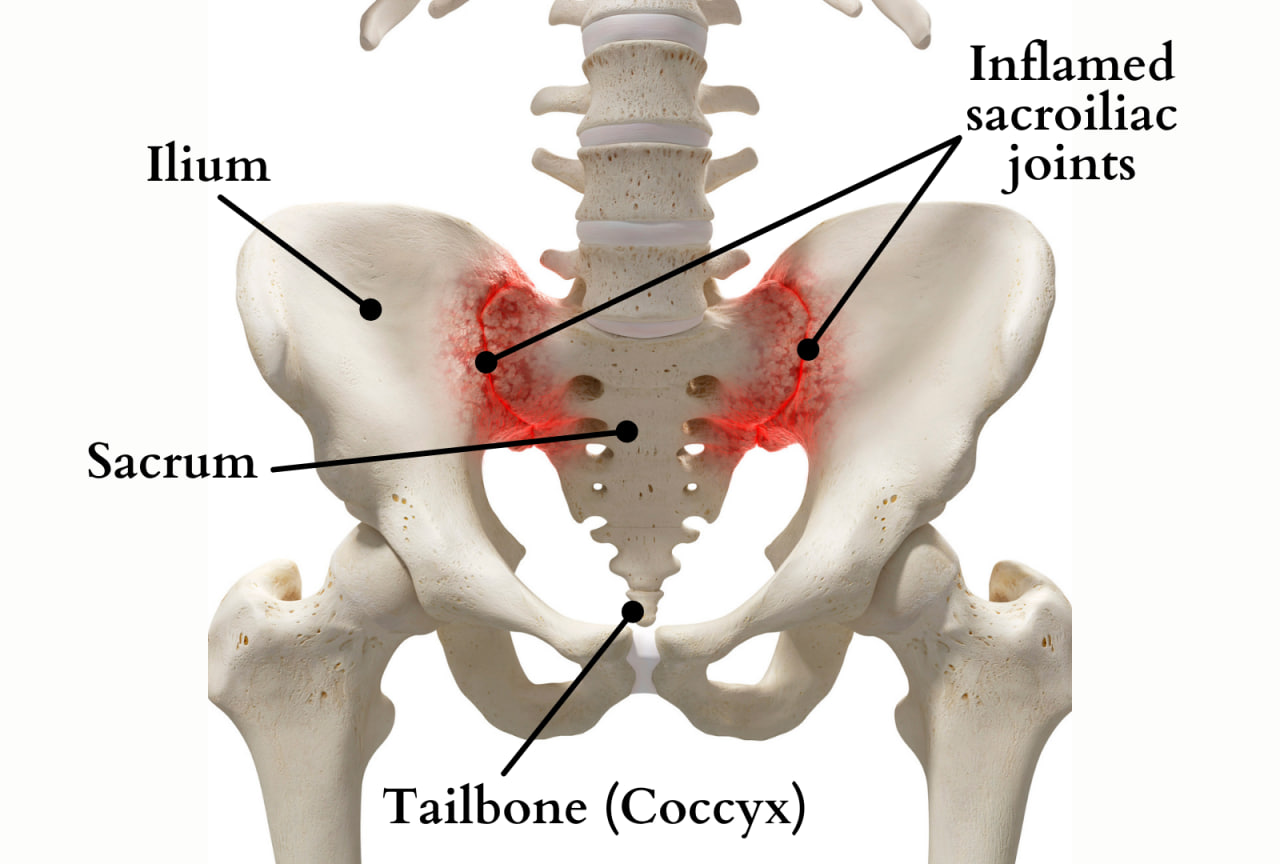 Inflamed
sacroiliac
joints
Ilium
Sacrum
Tailbone (Coccyx)